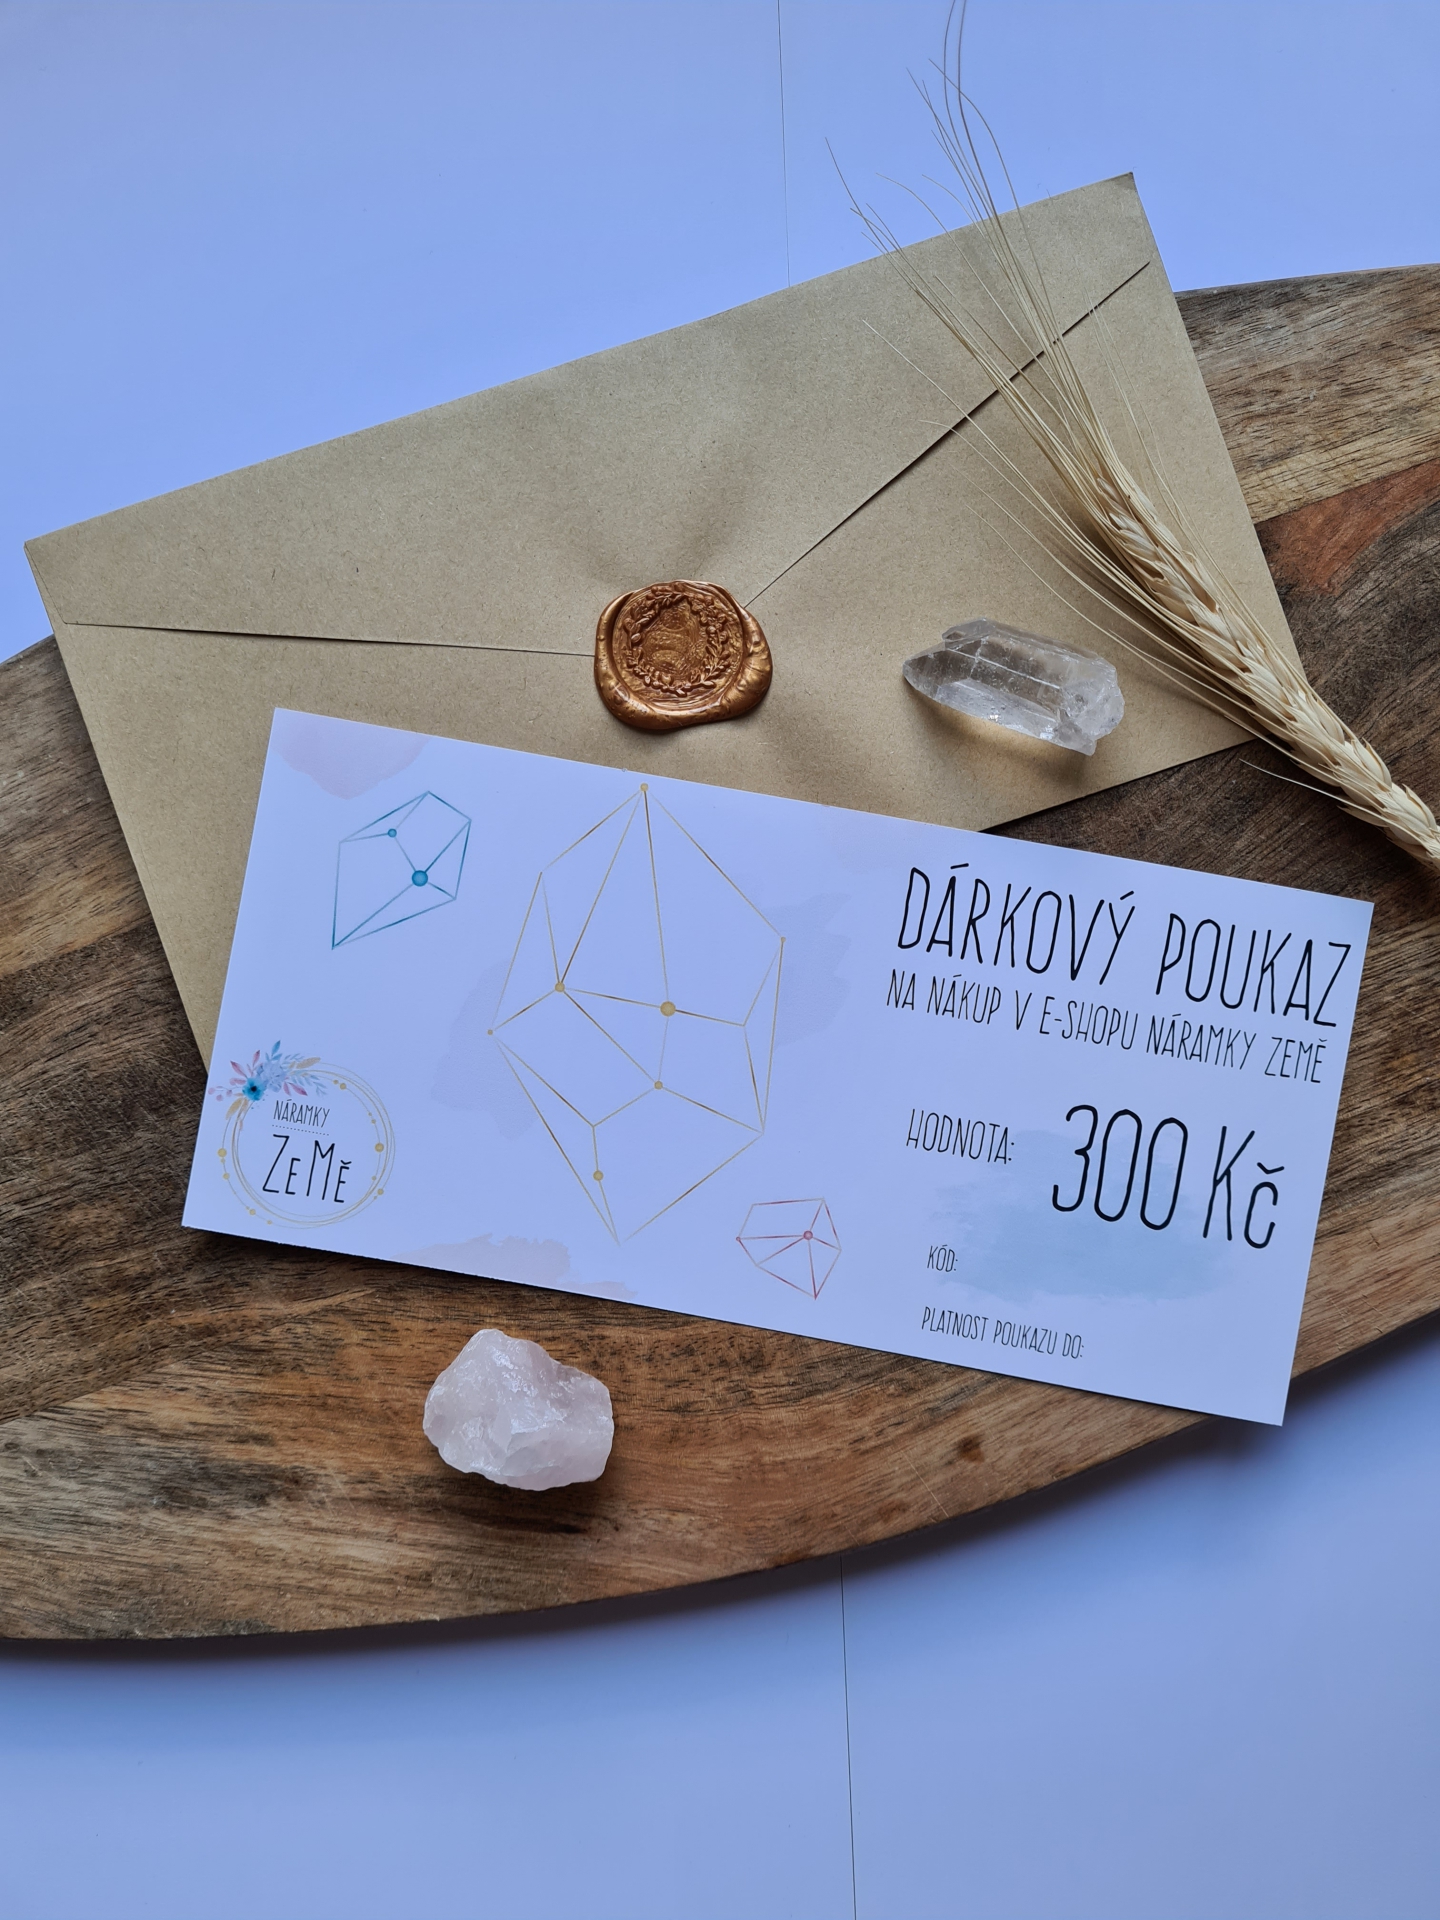 DÁRKOVÝ POUKAZ
NA NÁKUP V E-SHOPU NÁRAMKY ZEMĚ
HODNOTA: 300 Kč
KÓD:
PLATNOST POUKAZU DO:
NÁRAMKY
ZeMě